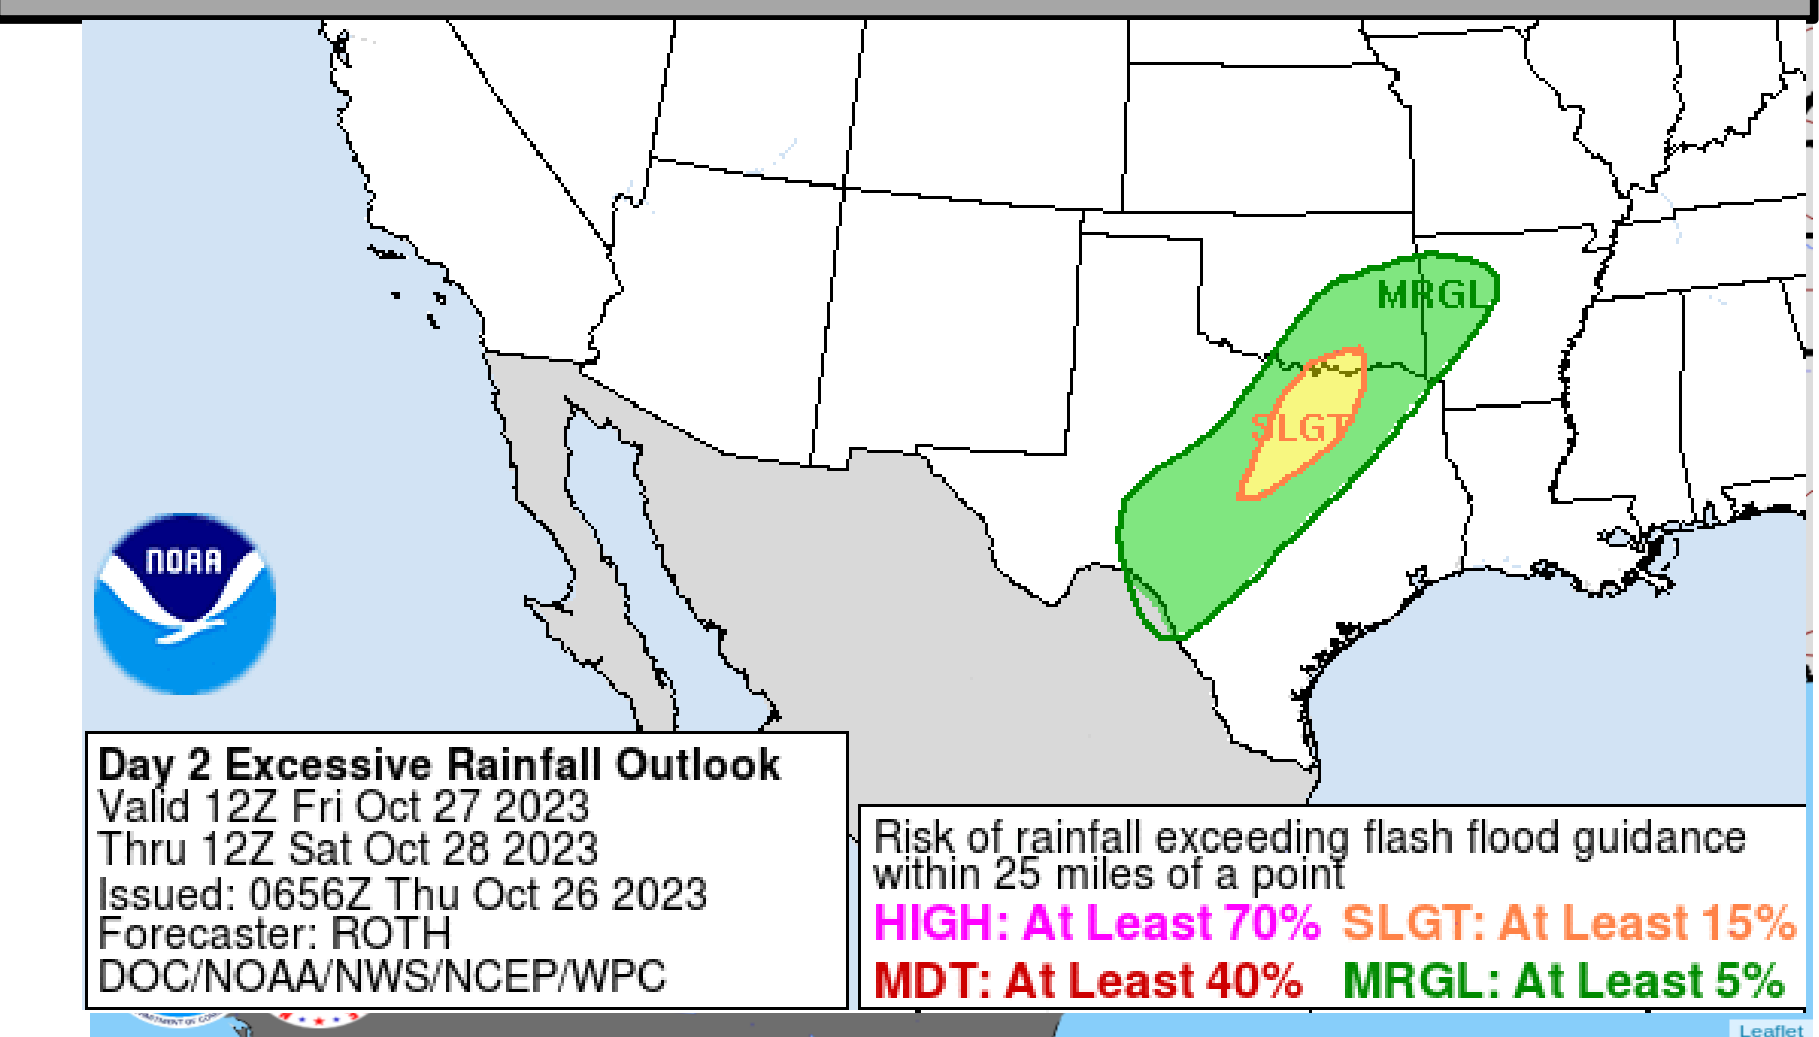 MRGL
SLGT
NOAA
Day 2 Excessive Rainfall Outlook
Valid 12Z Fri Oct 27 2023
Thru 12Z Sat Oct 28 2023
Issued: 0656Z Thu Oct 26 2023
Forecaster: ROTH
DOC/NOAA/NWS/NCEP/WPC
Risk of rainfall exceeding flash flood guidance
within 25 miles of a point
HIGH: At Least 70% SLGT: At Least 15%
MDT: At Least 40% MRGL: At Least 5%
Leaflet